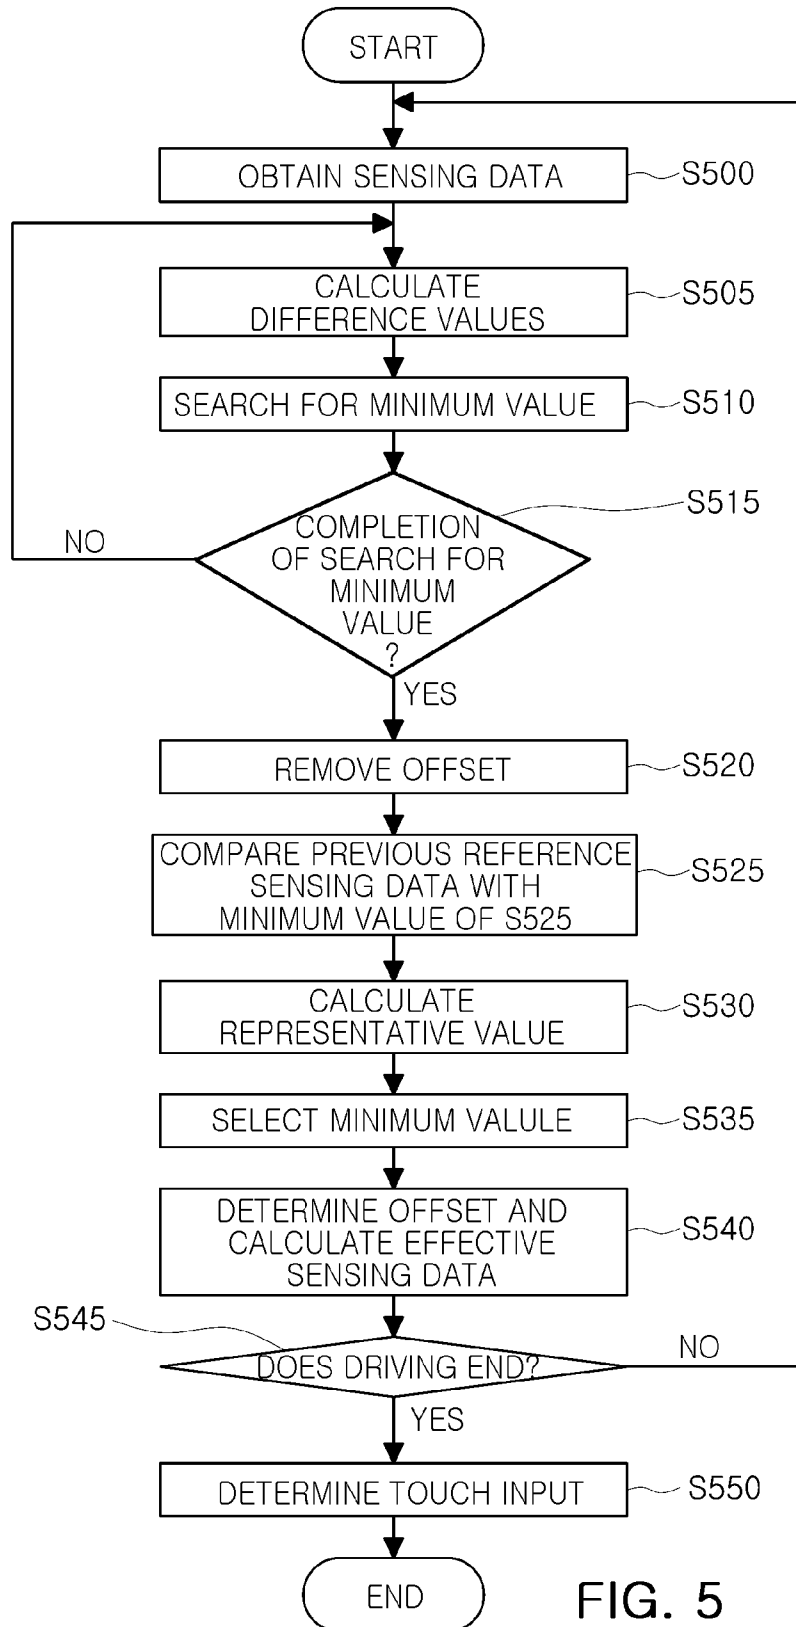 START
OBTAIN SENSING DATA
S500
CALCULATE
DIFFERENCE VALUES
S505
SEARCH FOR MINIMUM VALUE
S510
COMPLETION
OF SEARCH FOR
MINIMUM
VALUE
?
S515
NO
YES
REMOVE OFFSET
S520
COMPARE PREVIOUS REFERENCE
SENSING DATA WITH
MINIMUM VALUE OF S525
S525
CALCULATE
REPRESENTATIVE VALUE
S530
SELECT MINIMUM VALULE
S535
DETERMINE OFFSET AND
CALCULATE EFFECTIVE
SENSING DATA
S540
S545
DOES DRIVING END?
NO
YES
DETERMINE TOUCH INPUT
S550
END
FIG. 5